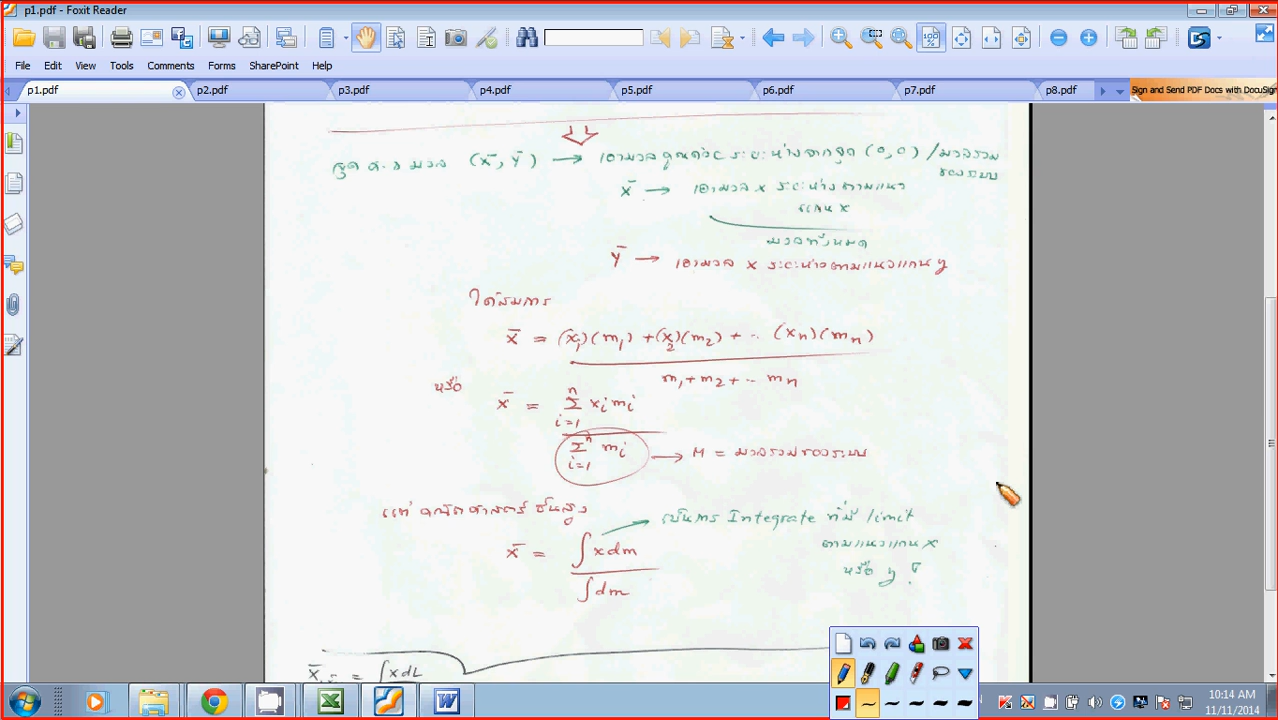 p1.pdf - Foxit Reader
File Edit View Tools Comments Forms SharePoint Help
p1.pdf p2.pdf p3.pdf p4.pdf p5.pdf p6.pdf p7.pdf p8.pdf Sign and Send PDF Docs with DocuSign
มวล (x̄, ȳ) → เอามวลคูณด้วยระยะห่างจากจุด (0,0) / มวลรวม
ของระบบ
x̄ → เอามวล x ระยะห่างตามแนว
แกน x
มวลทั้งหมด
ȳ → เอามวล x ระยะห่างตามแนวแกน y
ได้สมการ
x̄ = (x₁)(m₁) + (x₂)(m₂) + .. (xₙ)(mₙ)
m₁ + m₂ + .. mₙ
หรือ
x̄ = Σ xᵢmᵢ
n
i=1
Σ mᵢ → M = มวลรวมของระบบ
n
i=1
แต่คณิตศาสตร์ชั้นสูง
เป็นการ Integrate ที่มี limit
ตามแนวแกน x
หรือ y
x̄ = ∫x dm
∫dm
= ∫x dL
10:14 AM
11/11/2014